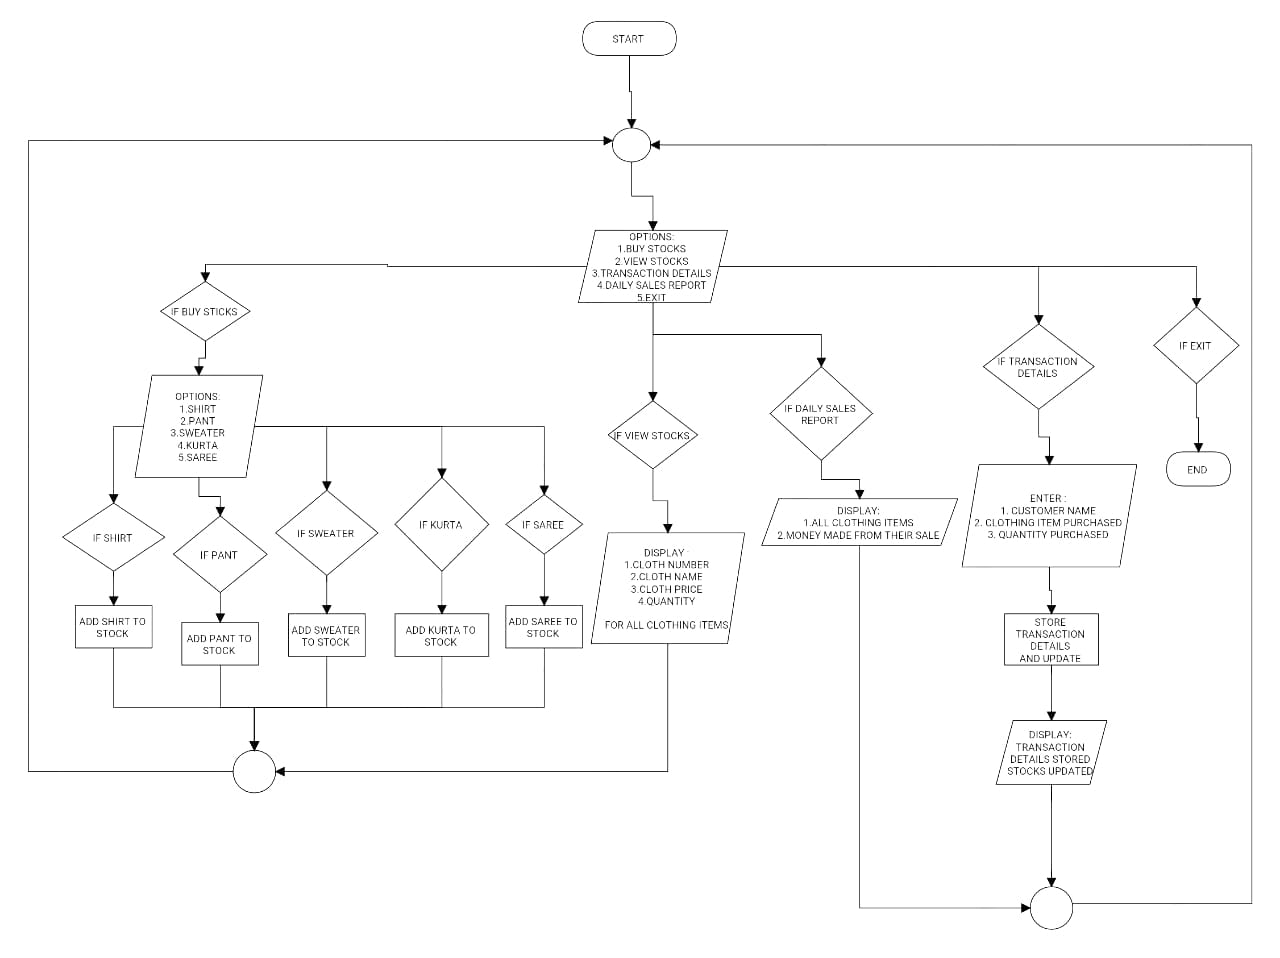 START
OPTIONS:
1.BUY STOCKS
2.VIEW STOCKS
3.TRANSACTION DETAILS
4.DAILY SALES REPORT
5.EXIT
IF BUY STICKS
OPTIONS:
1.SHIRT
2.PANT
3.SWEATER
4.KURTA
5.SAREE
IF SHIRT
IF PANT
IF SWEATER
IF KURTA
IF SAREE
ADD SHIRT TO
STOCK
ADD PANT TO
STOCK
ADD SWEATER
TO STOCK
ADD KURTA TO
STOCK
ADD SAREE TO
STOCK
IF VIEW STOCKS
DISPLAY :
1.CLOTH NUMBER
2.CLOTH NAME
3.CLOTH PRICE
4.QUANTITY
FOR ALL CLOTHING ITEMS
IF DAILY SALES
REPORT
DISPLAY:
1.ALL CLOTHING ITEMS
2.MONEY MADE FROM THEIR SALE
IF TRANSACTION
DETAILS
ENTER :
1. CUSTOMER NAME
2. CLOTHING ITEM PURCHASED
3. QUANTITY PURCHASED
STORE
TRANSACTION
DETAILS
AND UPDATE
DISPLAY:
TRANSACTION
DETAILS STORED
STOCKS UPDATED
IF EXIT
END